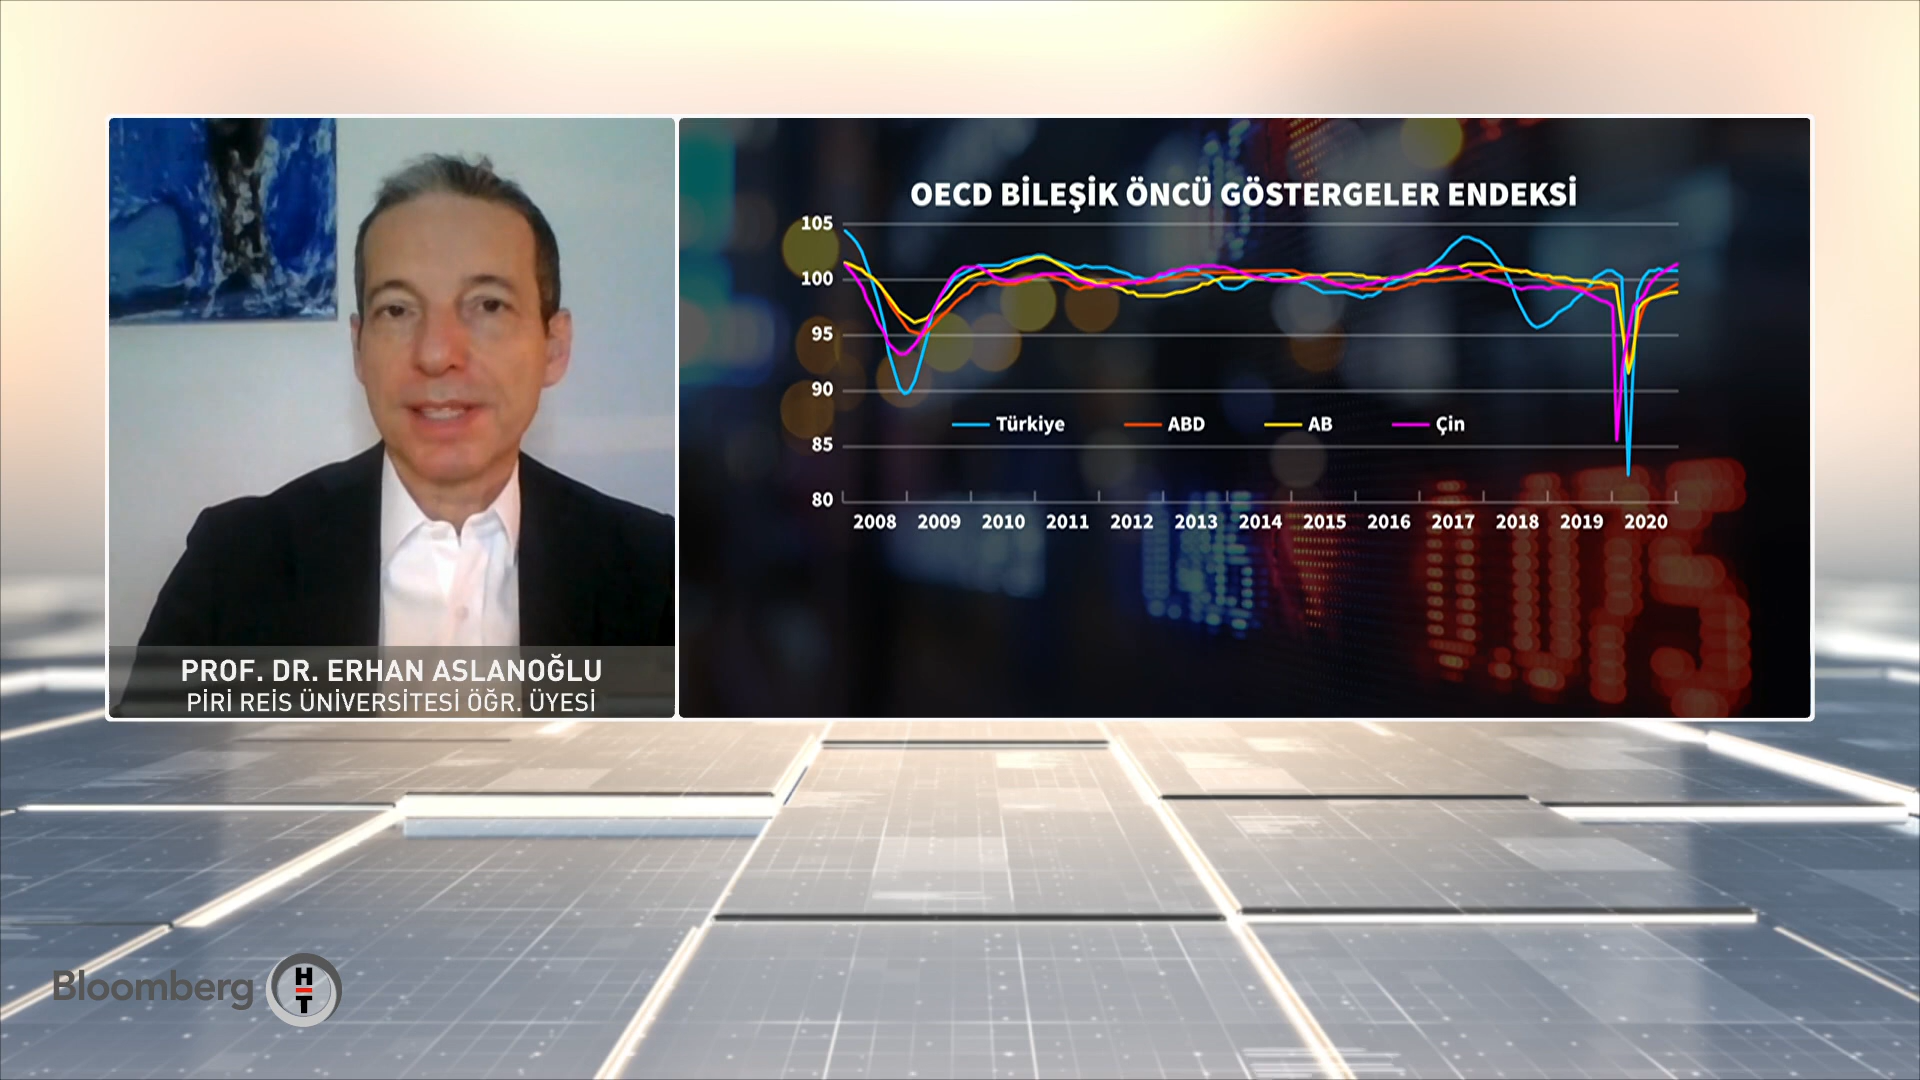 OECD BİLEŞİK ÖNCÜ GÖSTERGELER ENDEKSİ
105
100
95
90
85
80
Türkiye ABD AB Çin
2008 2009 2010 2011 2012 2013 2014 2015 2016 2017 2018 2019 2020
0.075
PROF. DR. ERHAN ASLANOĞLU
PİRİ REİS ÜNİVERSİTESİ ÖĞR. ÜYESİ
Bloomberg HT